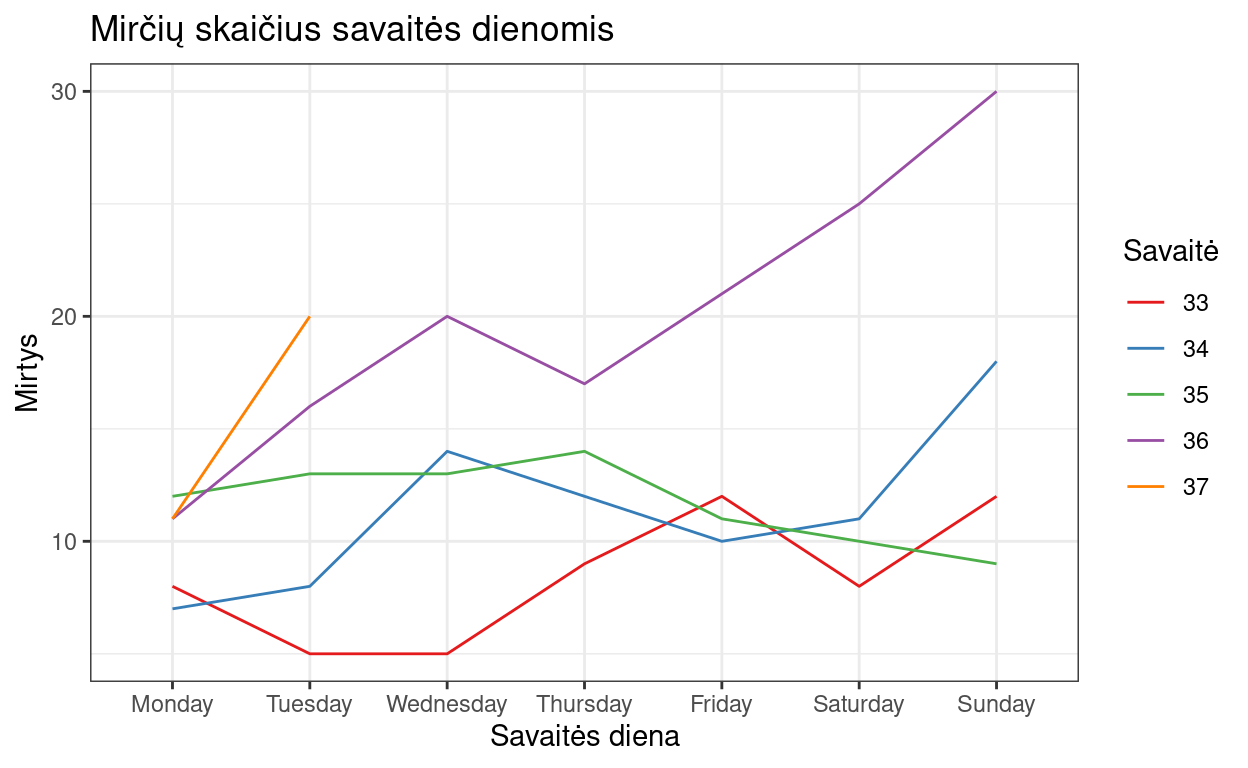 Mirčių skaičius savaitės dienomis
30
20
10
Mirtys
Monday Tuesday Wednesday Thursday Friday Saturday Sunday
Savaitės diena
Savaitė
33
34
35
36
37